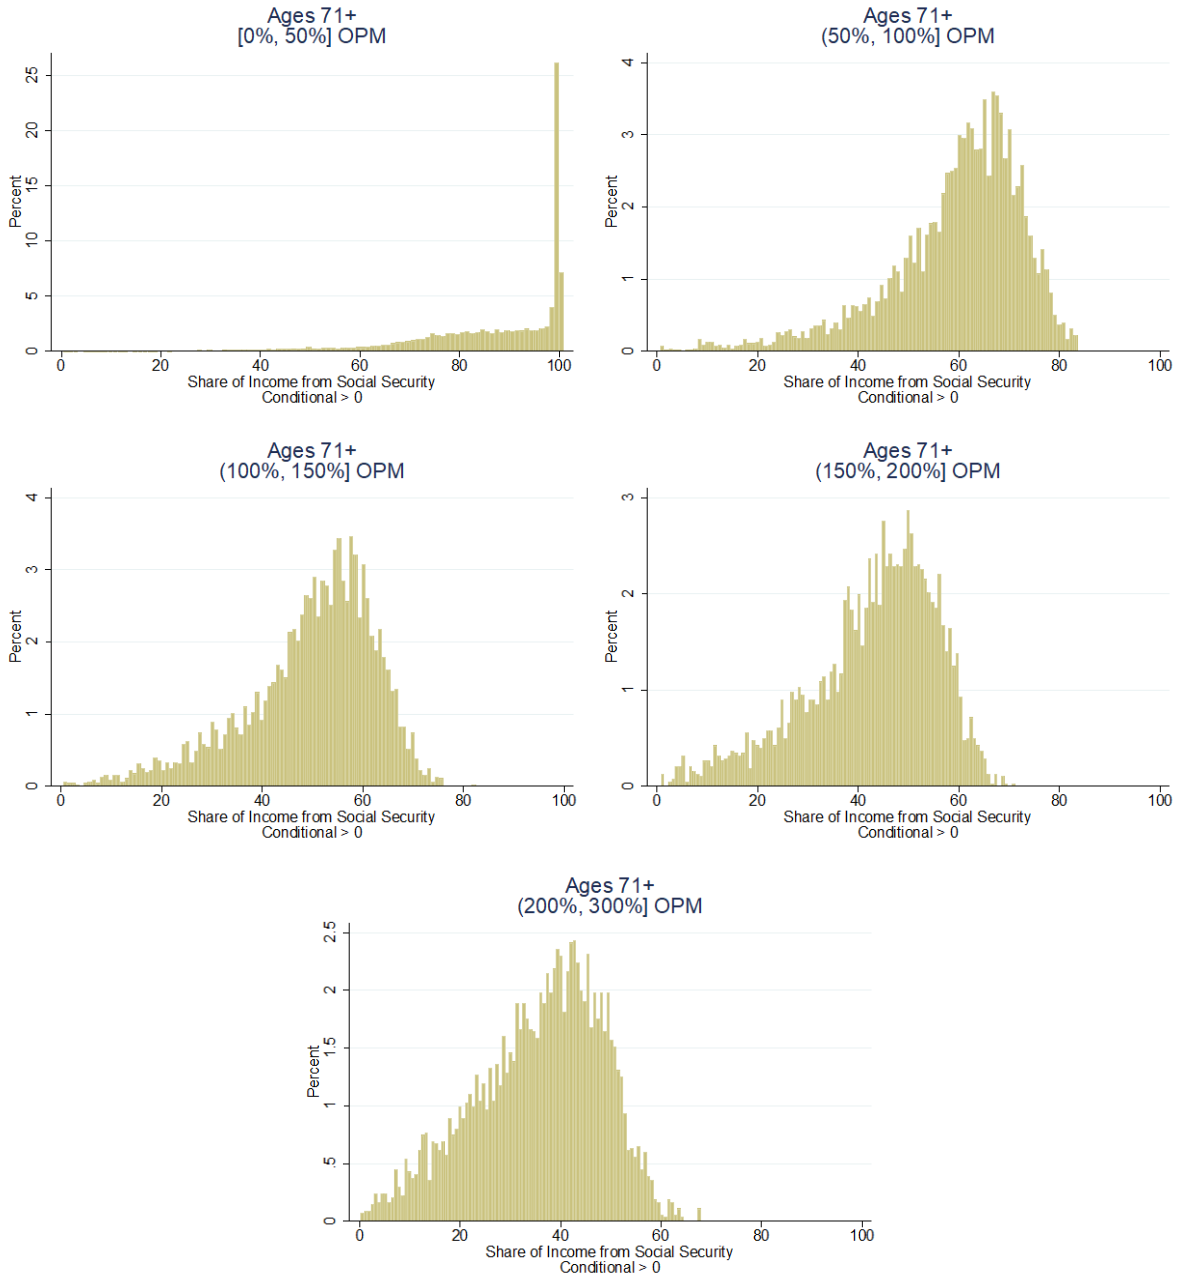 Ages 71+
[0%, 50%] OPM
Percent
25
20
15
10
5
0
0 20 40 60 80 100
Share of Income from Social Security
Conditional > 0
Ages 71+
(50%, 100%] OPM
Percent
4
3
2
1
0
0 20 40 60 80 100
Share of Income from Social Security
Conditional > 0
Ages 71+
(100%, 150%] OPM
Percent
4
3
2
1
0
0 20 40 60 80 100
Share of Income from Social Security
Conditional > 0
Ages 71+
(150%, 200%] OPM
Percent
3
2
1
0
0 20 40 60 80 100
Share of Income from Social Security
Conditional > 0
Ages 71+
(200%, 300%] OPM
Percent
2.5
2
1.5
1
.5
0
0 20 40 60 80 100
Share of Income from Social Security
Conditional > 0